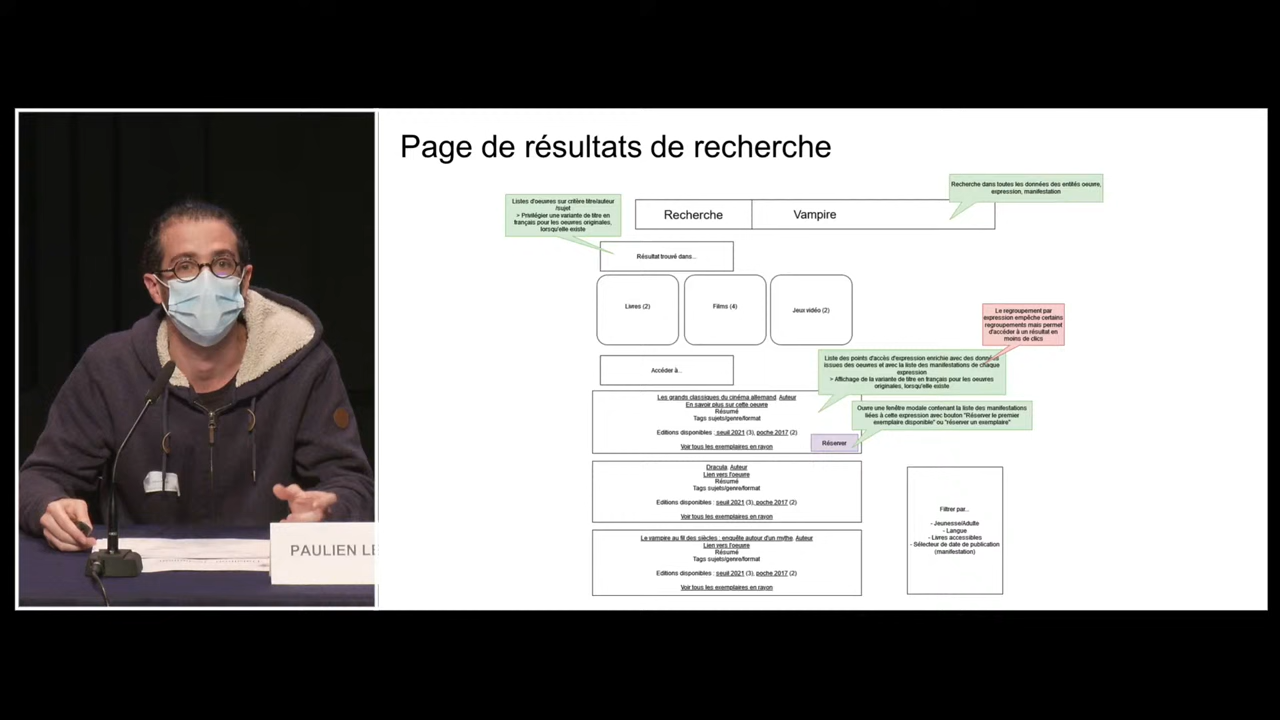 Page de résultats de recherche
Recherche dans toutes les données des entités oeuvre,
expression, manifestation
Listes d'oeuvres sur critère titre/auteur
/sujet
> Privilégier une variante de titre en
français pour les oeuvres originales,
lorsqu'elle existe
Recherche
Vampire
Résultat trouvé dans...
Livres (2)
Films (4)
Jeux vidéo (2)
Le regroupement par
expression empêche certains
regroupements mais permet
d'accéder à un résultat en
moins de clics
Accéder à...
Liste des points d'accès d'expression enrichie avec des données
issues des oeuvres et avec la liste des manifestations de chaque
expression
> Affichage de la variante de titre en français pour les oeuvres
originales, lorsqu'elle existe
Les grands classiques du cinéma allemand. Auteur
En savoir plus sur cette oeuvre
Résumé
Tags sujets/genre/format
Editions disponibles : seuil 2021 (3), poche 2017 (2)
Voir tous les exemplaires en rayon
Réserver
Ouvre une fenêtre modale contenant la liste des manifestations
liées à cette expression avec bouton "Réserver le premier
exemplaire disponible" ou "réserver un exemplaire"
Dracula. Auteur
Lien vers l'oeuvre
Résumé
Tags sujets/genre/format
Editions disponibles : seuil 2021 (3), poche 2017 (2)
Voir tous les exemplaires en rayon
Le vampire au fil des siècles : enquête autour d'un mythe. Auteur
Lien vers l'oeuvre
Résumé
Tags sujets/genre/format
Editions disponibles : seuil 2021 (3), poche 2017 (2)
Voir tous les exemplaires en rayon
Filtrer par...
- Jeunesse/Adulte
- Langue
- Livres accessibles
- Sélecteur de date de publication
(manifestation)
PAULIEN LE